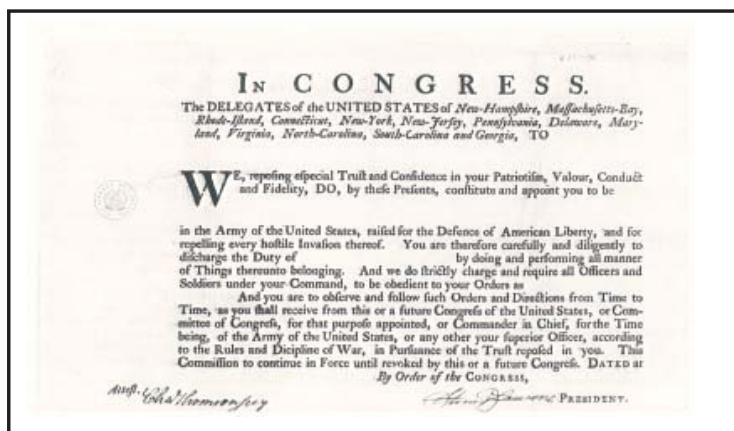 IN CONGRESS.
The DELEGATES of the UNITED STATES of New-Hampſhire, Maſſachuſetts-Bay,
Rhode-Iſland, Connecticut, New-York, New-Jerſey, Pennſylvania, Delaware, Mary-
land, Virginia, North-Carolina, South-Carolina and Georgia, TO
WE, repoſing eſpecial Truſt and Confidence in your Patriotiſm, Valour, Conduct
and Fidelity, DO, by theſe Preſents, conſtitute and appoint you to be
in the Army of the United States, raiſed for the Defence of American Liberty, and for
repelling every hoſtile Invaſion thereof. You are therefore carefully and diligently to
diſcharge the Duty of by doing and performing all manner
of Things thereunto belonging. And we do ſtrictly charge and require all Officers and
Soldiers under your Command, to be obedient to your Orders as
And you are to obſerve and follow ſuch Orders and Directions from Time to
Time, as you ſhall receive from this or a future Congreſs of the United States, or Com-
mittee of Congreſs, for that purpoſe appointed, or Commander in Chief, for the Time
being, of the Army of the United States, or any other your ſuperior Officer, according
to the Rules and Diſcipline of War, in Purſuance of the Truſt repoſed in you. This
Commiſſion to continue in Force until revoked by this or a future Congreſs. DATED at
By Order of the CONGRESS,
Attest. Cha Thomson secy
PRESIDENT.